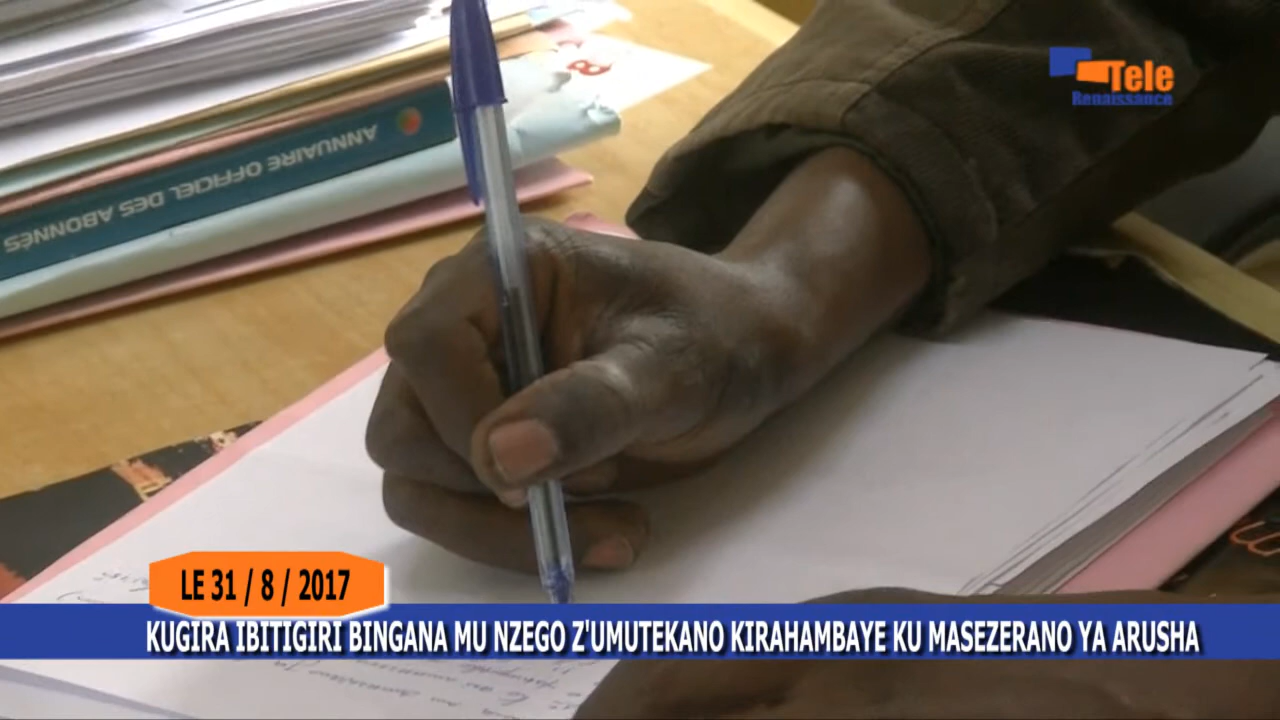 Tele
Renaissance
8
ANNUAIRE OFFICIEL DES ABONNÉS
LE 31 / 8 / 2017
KUGIRA IBITIGIRI BINGANA MU NZEGO Z'UMUTEKANO KIRAHAMBAYE KU MASEZERANO YA ARUSHA